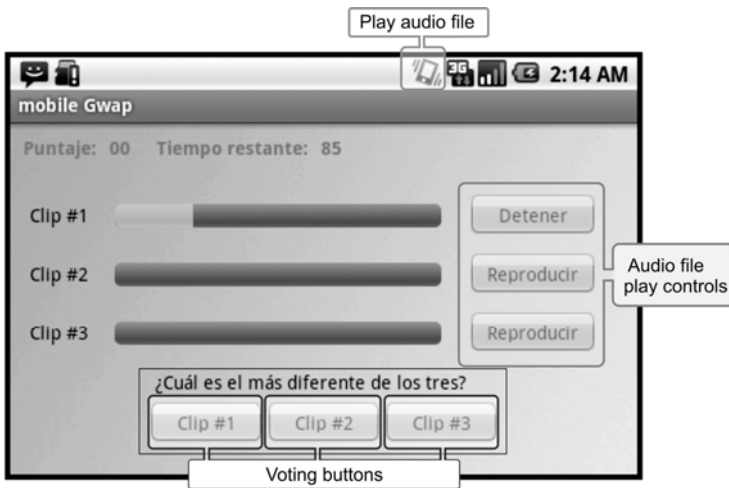 Play audio file
3G 2:14 AM
mobile Gwap
Puntaje: 00 Tiempo restante: 85
Clip #1
Detener
Clip #2
Reproducir
Audio file
play controls
Clip #3
Reproducir
¿Cuál es el más diferente de los tres?
Clip #1 Clip #2 Clip #3
Voting buttons